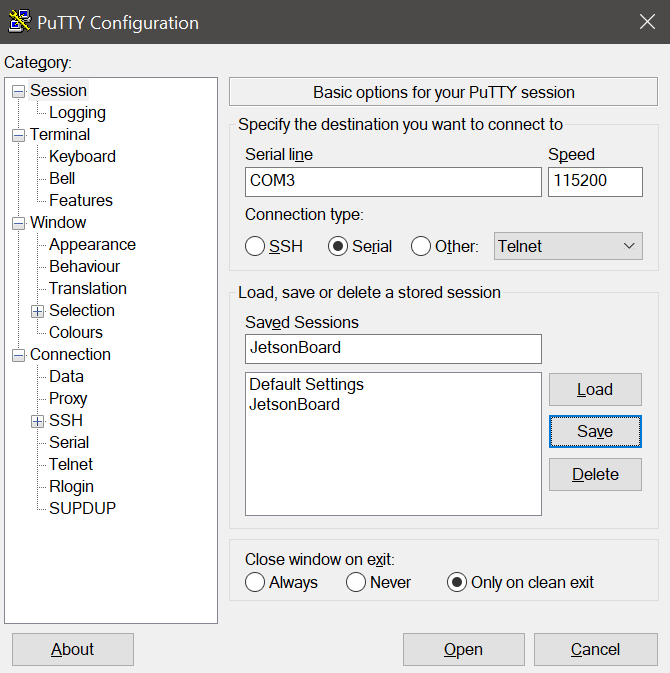 PuTTY Configuration
Category:
Session
Logging
Terminal
Keyboard
Bell
Features
Window
Appearance
Behaviour
Translation
Selection
Colours
Connection
Data
Proxy
SSH
Serial
Telnet
Rlogin
SUPDUP
Basic options for your PuTTY session
Specify the destination you want to connect to
Serial line Speed
COM3 115200
Connection type:
SSH Serial Other: Telnet
Load, save or delete a stored session
Saved Sessions
JetsonBoard
Default Settings
JetsonBoard
Load
Save
Delete
Close window on exit:
Always Never Only on clean exit
About Open Cancel